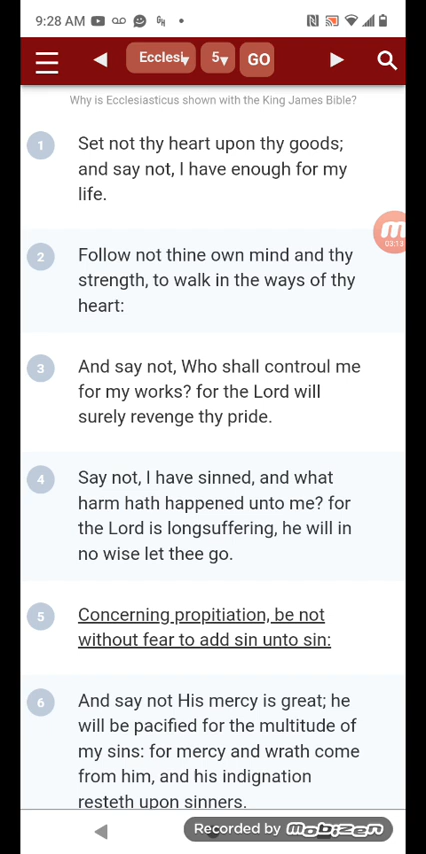 9:28 AM
Ecclesi
5
GO
Why is Ecclesiasticus shown with the King James Bible?
1
Set not thy heart upon thy goods;
and say not, I have enough for my
life.
03:13
2
Follow not thine own mind and thy
strength, to walk in the ways of thy
heart:
3
And say not, Who shall controul me
for my works? for the Lord will
surely revenge thy pride.
4
Say not, I have sinned, and what
harm hath happened unto me? for
the Lord is longsuffering, he will in
no wise let thee go.
5
Concerning propitiation, be not
without fear to add sin unto sin:
6
And say not His mercy is great; he
will be pacified for the multitude of
my sins: for mercy and wrath come
from him, and his indignation
resteth upon sinners.
Recorded by mobizen